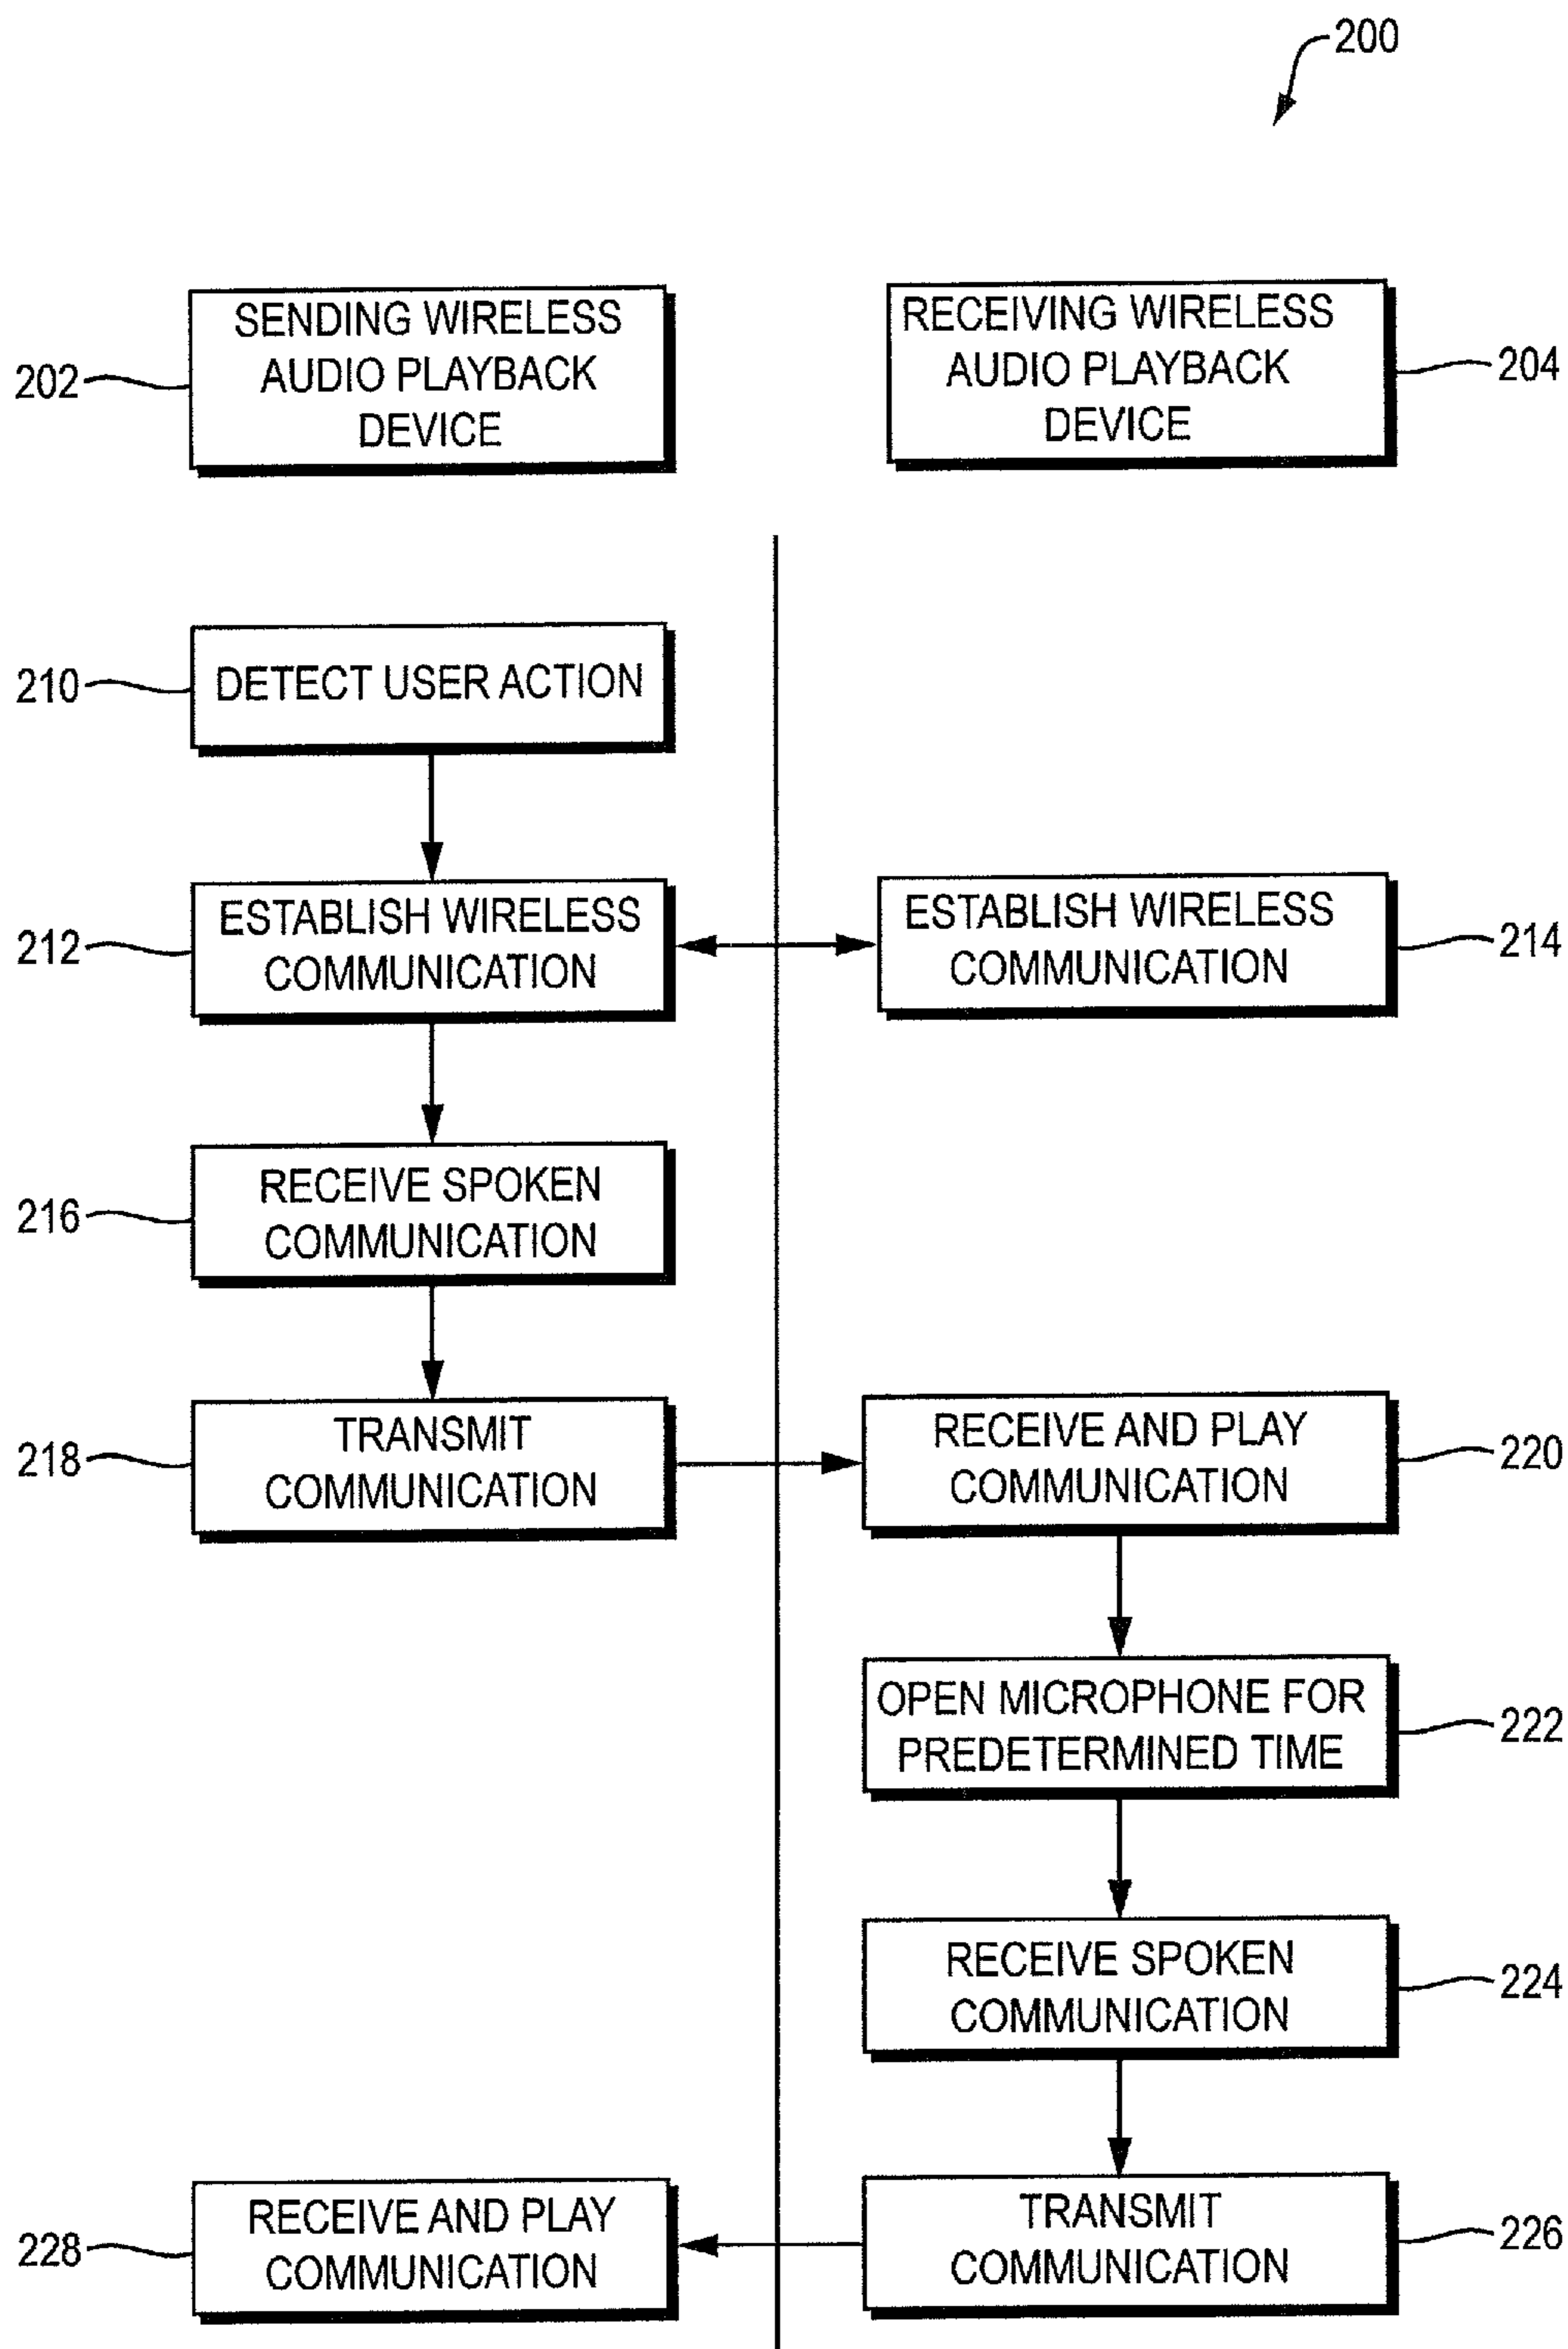 200
SENDING WIRELESS
AUDIO PLAYBACK
DEVICE
202
RECEIVING WIRELESS
AUDIO PLAYBACK
DEVICE
204
210
DETECT USER ACTION
212
ESTABLISH WIRELESS
COMMUNICATION
ESTABLISH WIRELESS
COMMUNICATION
214
216
RECEIVE SPOKEN
COMMUNICATION
218
TRANSMIT
COMMUNICATION
RECEIVE AND PLAY
COMMUNICATION
220
OPEN MICROPHONE FOR
PREDETERMINED TIME
222
RECEIVE SPOKEN
COMMUNICATION
224
228
RECEIVE AND PLAY
COMMUNICATION
TRANSMIT
COMMUNICATION
226